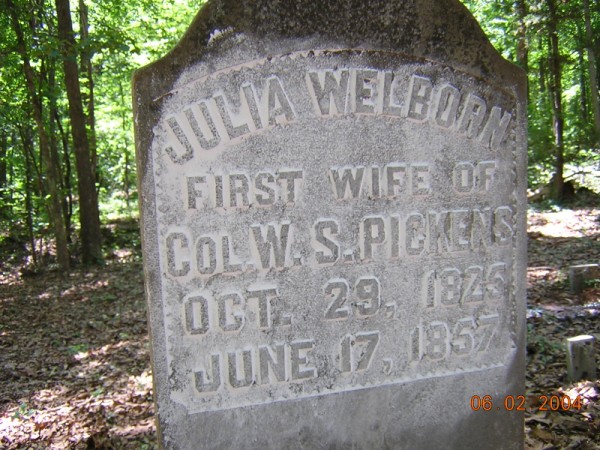 JULIA WELBORN
FIRST WIFE OF
COL. W. S. PICKENS.
OCT. 29, 1825
JUNE 17, 1857.
06 02 2004